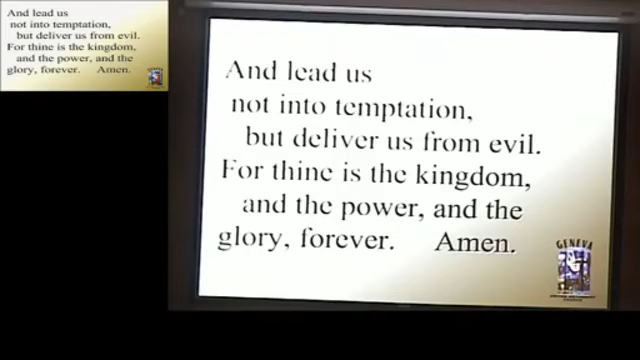 And lead us
not into temptation,
but deliver us from evil.
For thine is the kingdom,
and the power, and the
glory, forever. Amen.
And lead us
not into temptation,
but deliver us from evil.
For thine is the kingdom,
and the power, and the
glory, forever. Amen.
GENEVA